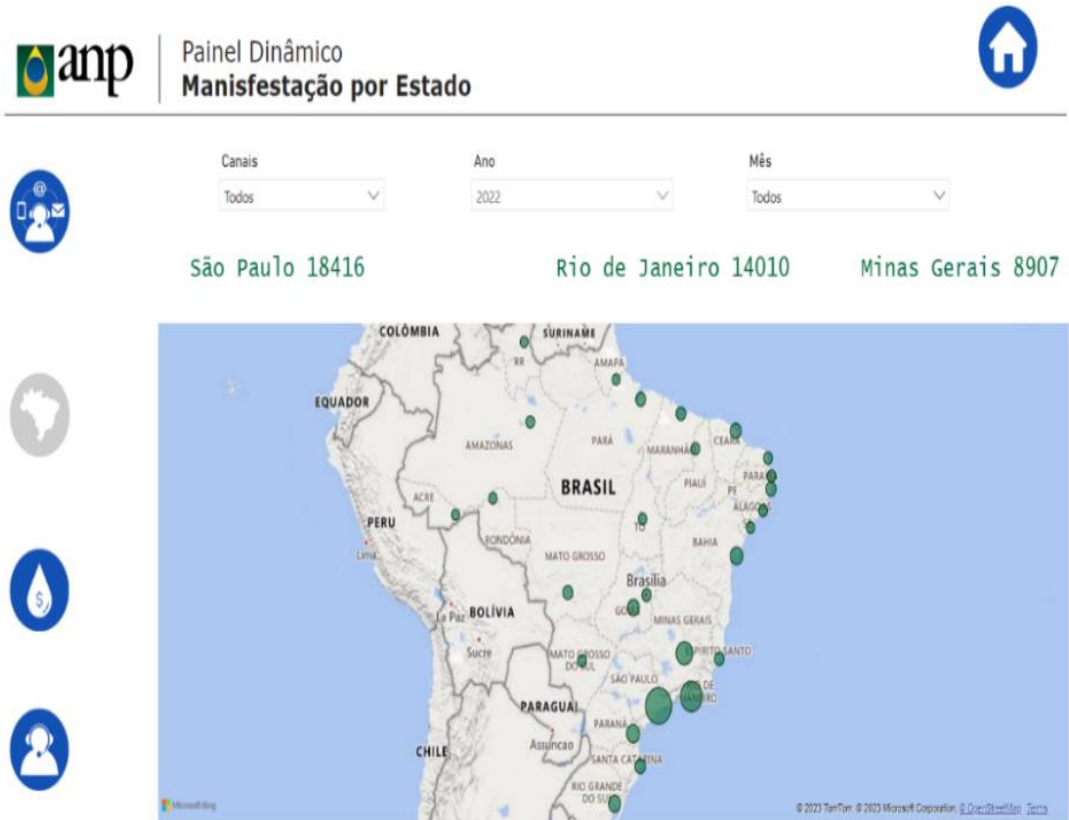 anp
Painel Dinâmico
Manisfestação por Estado
Canais
Ano
Mês
Todos
2022
Todos
São Paulo 18416
Rio de Janeiro 14010
Minas Gerais 8907
COLÔMBIA
SURINAME
RR
AMAPÁ
EQUADOR
AMAZONAS
PARÁ
MARANHÃO
CEARÁ
BRASIL
PIAUÍ
PE
ACRE
PERU
TO
RONDÔNIA
BAHIA
Lima
MATO GROSSO
Brasília
La Paz
BOLÍVIA
MINAS GERAIS
Sucre
MATO GROSSO
DO SUL
ESPÍRITO SANTO
SÃO PAULO
RIO DE
JANEIRO
PARAGUAI
PARANÁ
Assuncao
CHILE
SANTA CATARINA
RIO GRANDE
DO SUL
Microsoft Bing
© 2023 TomTom, © 2023 Microsoft Corporation, © OpenStreetMap Terms